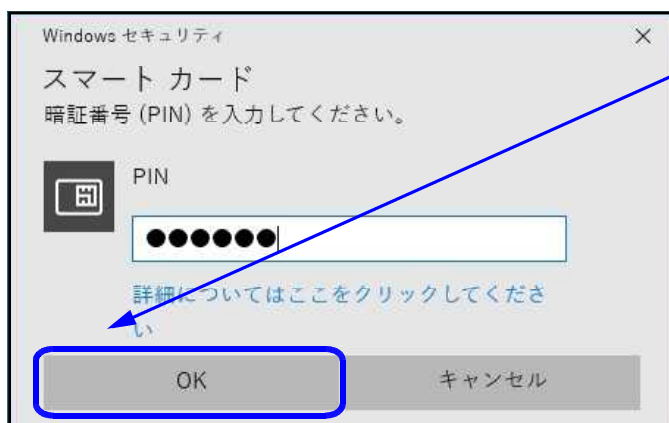 Windows セキュリティ
スマート カード
暗証番号 (PIN) を入力してください。
PIN
●●●●●●
詳細についてはここをクリックしてくださ
い
OK キャンセル